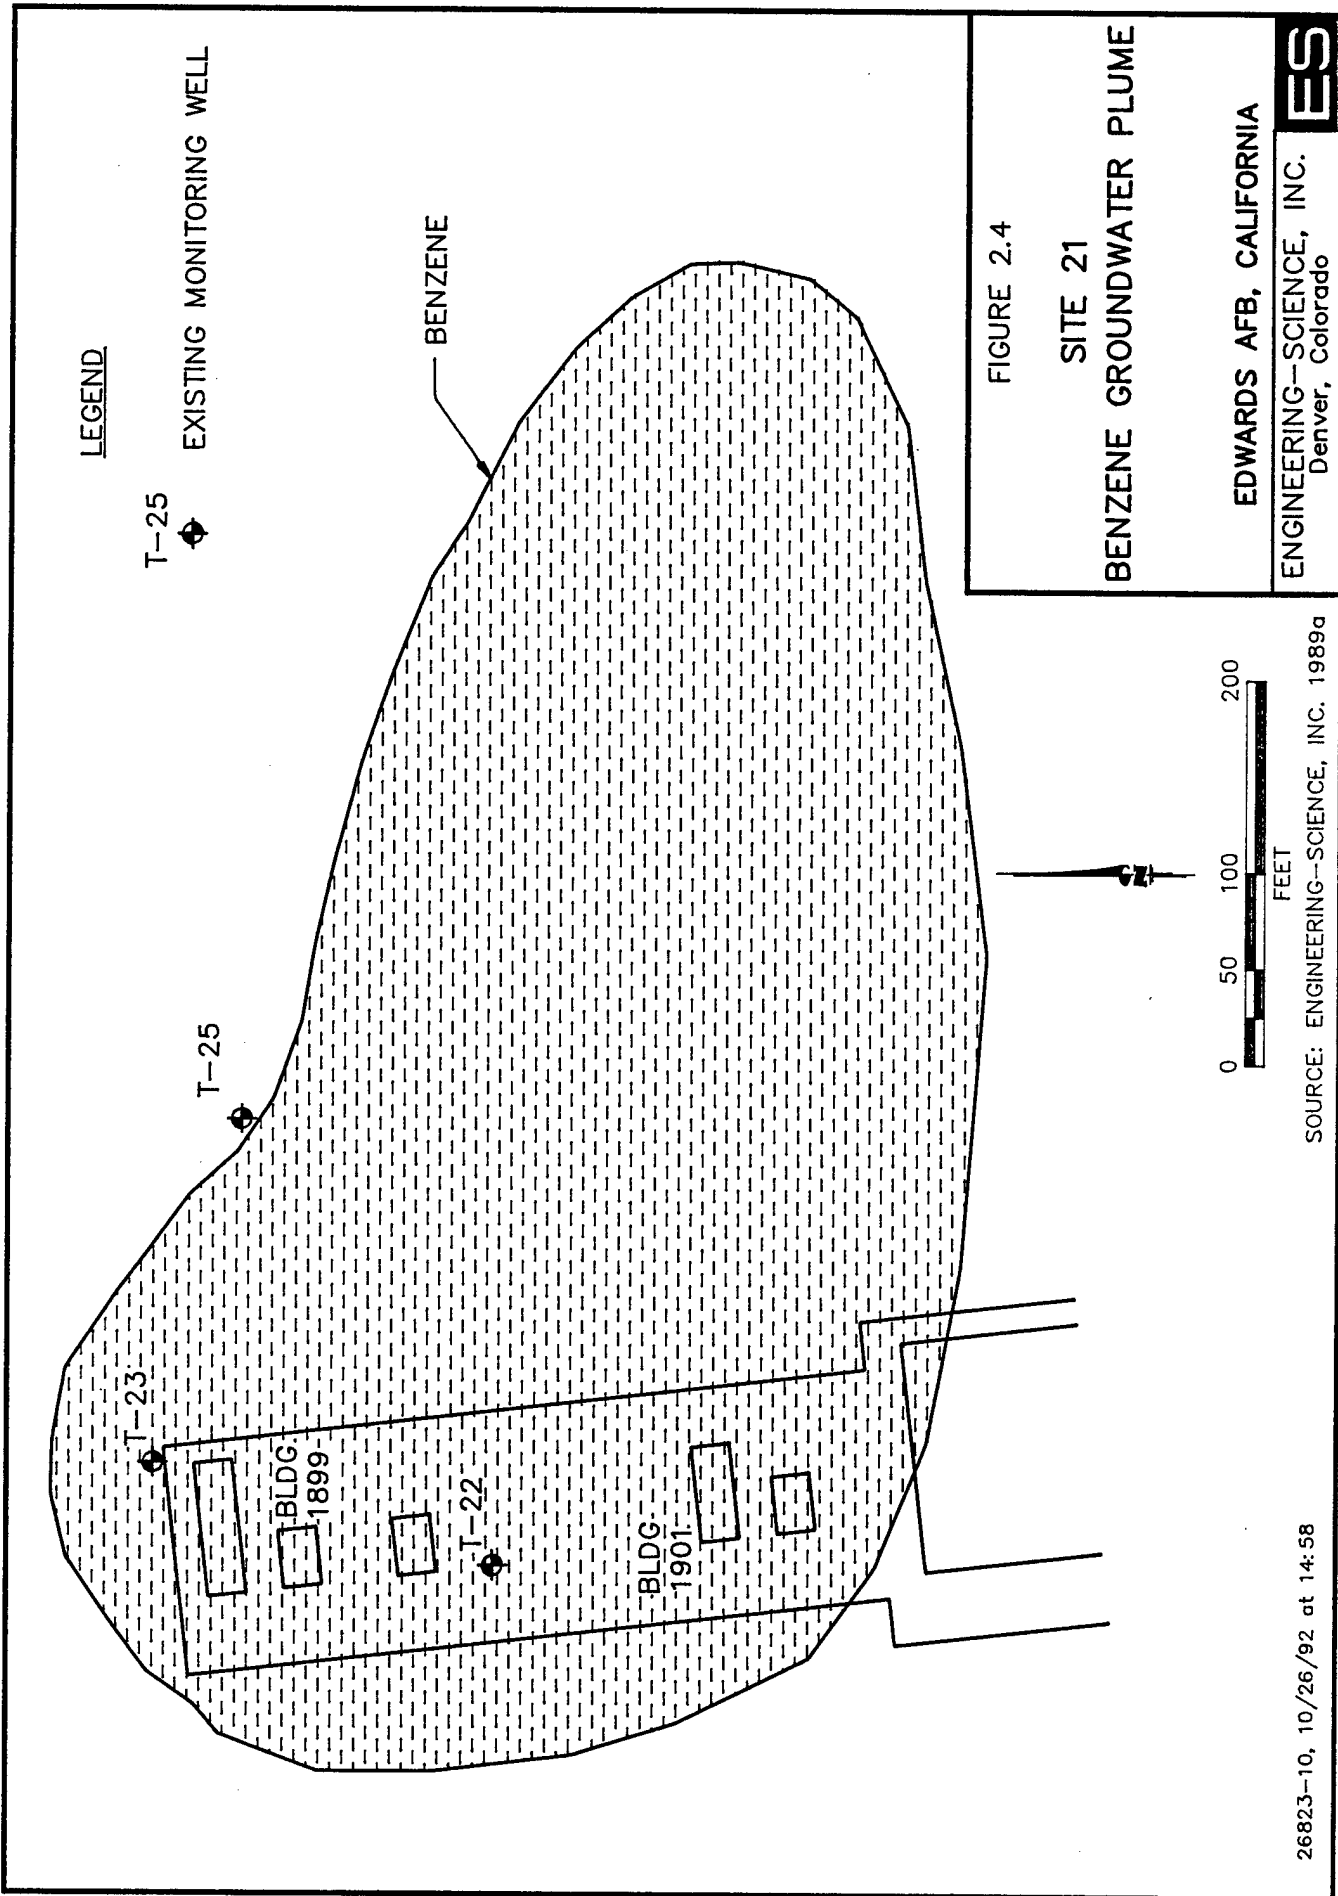 LEGEND
T-25
EXISTING MONITORING WELL
BENZENE
T-25
T-23
BLDG.
1899
T-22
BLDG.
1901
N
0 50 100 200
FEET
SOURCE: ENGINEERING-SCIENCE, INC. 1989a
26823-10, 10/26/92 at 14:58
FIGURE 2.4
SITE 21
BENZENE GROUNDWATER PLUME
EDWARDS AFB, CALIFORNIA
ENGINEERING-SCIENCE, INC.
Denver, Colorado
ES